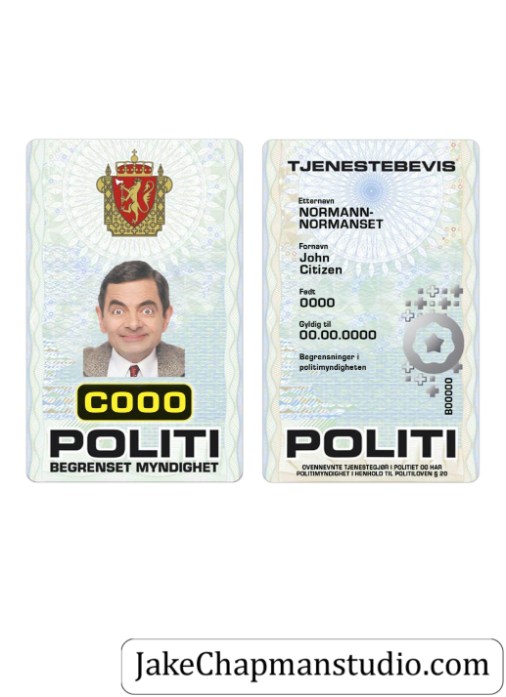 COOO
POLITI
BEGRENSET MYNDIGHET
TJENESTEBEVIS
Etternavn
NORMANN-
NORMANSET
Fornavn
John
Citizen
Født
0000
Gyldig til
00.00.0000
Begrensninger i
politimyndigheten
B00000
POLITI
OVENNEVNTE TJENESTEGJØR I POLITIET OG HAR
POLITIMYNDIGHET I HENHOLD TIL POLITILOVEN § 20
JakeChapmanstudio.com